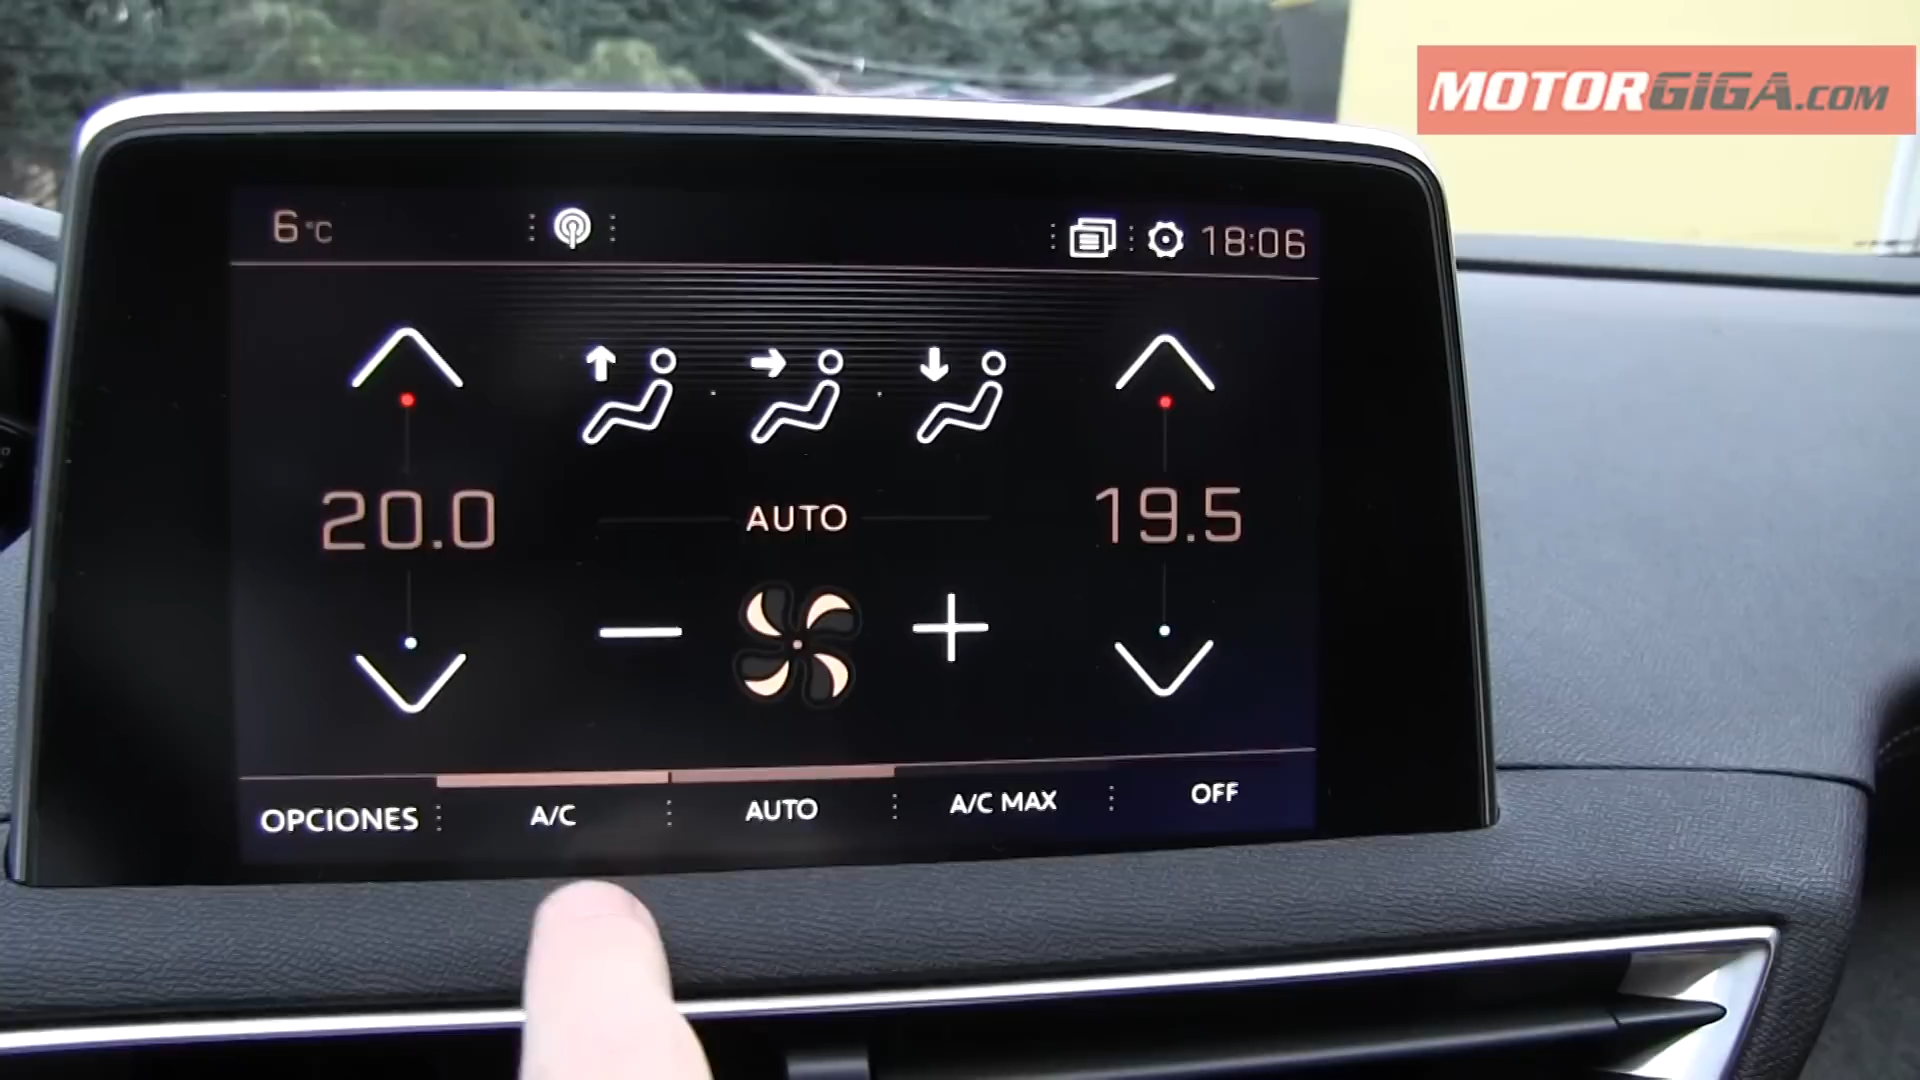 MOTORGIGA.COM
6°C
18:06
20.0
AUTO
19.5
OPCIONES
A/C
AUTO
A/C MAX
OFF